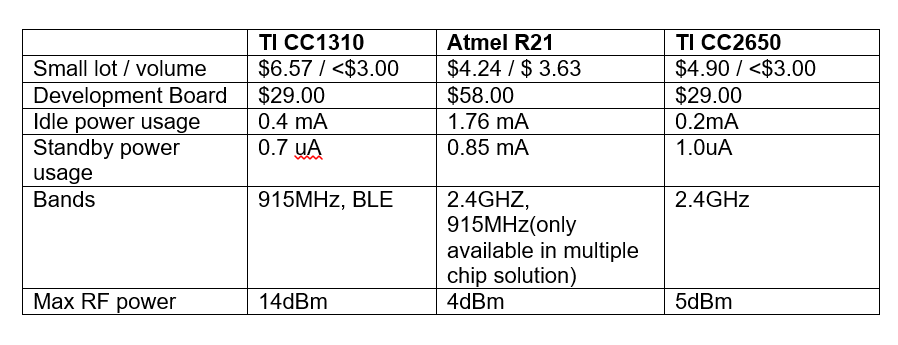 TI CC1310 Atmel R21 TI CC2650
Small lot / volume $6.57 / <$3.00 $4.24 / $ 3.63 $4.90 / <$3.00
Development Board $29.00 $58.00 $29.00
Idle power usage 0.4 mA 1.76 mA 0.2mA
Standby power 0.7 uA 0.85 mA 1.0uA
usage
Bands 915MHz, BLE 2.4GHZ, 2.4GHz
915MHz(only
available in multiple
chip solution)
Max RF power 14dBm 4dBm 5dBm